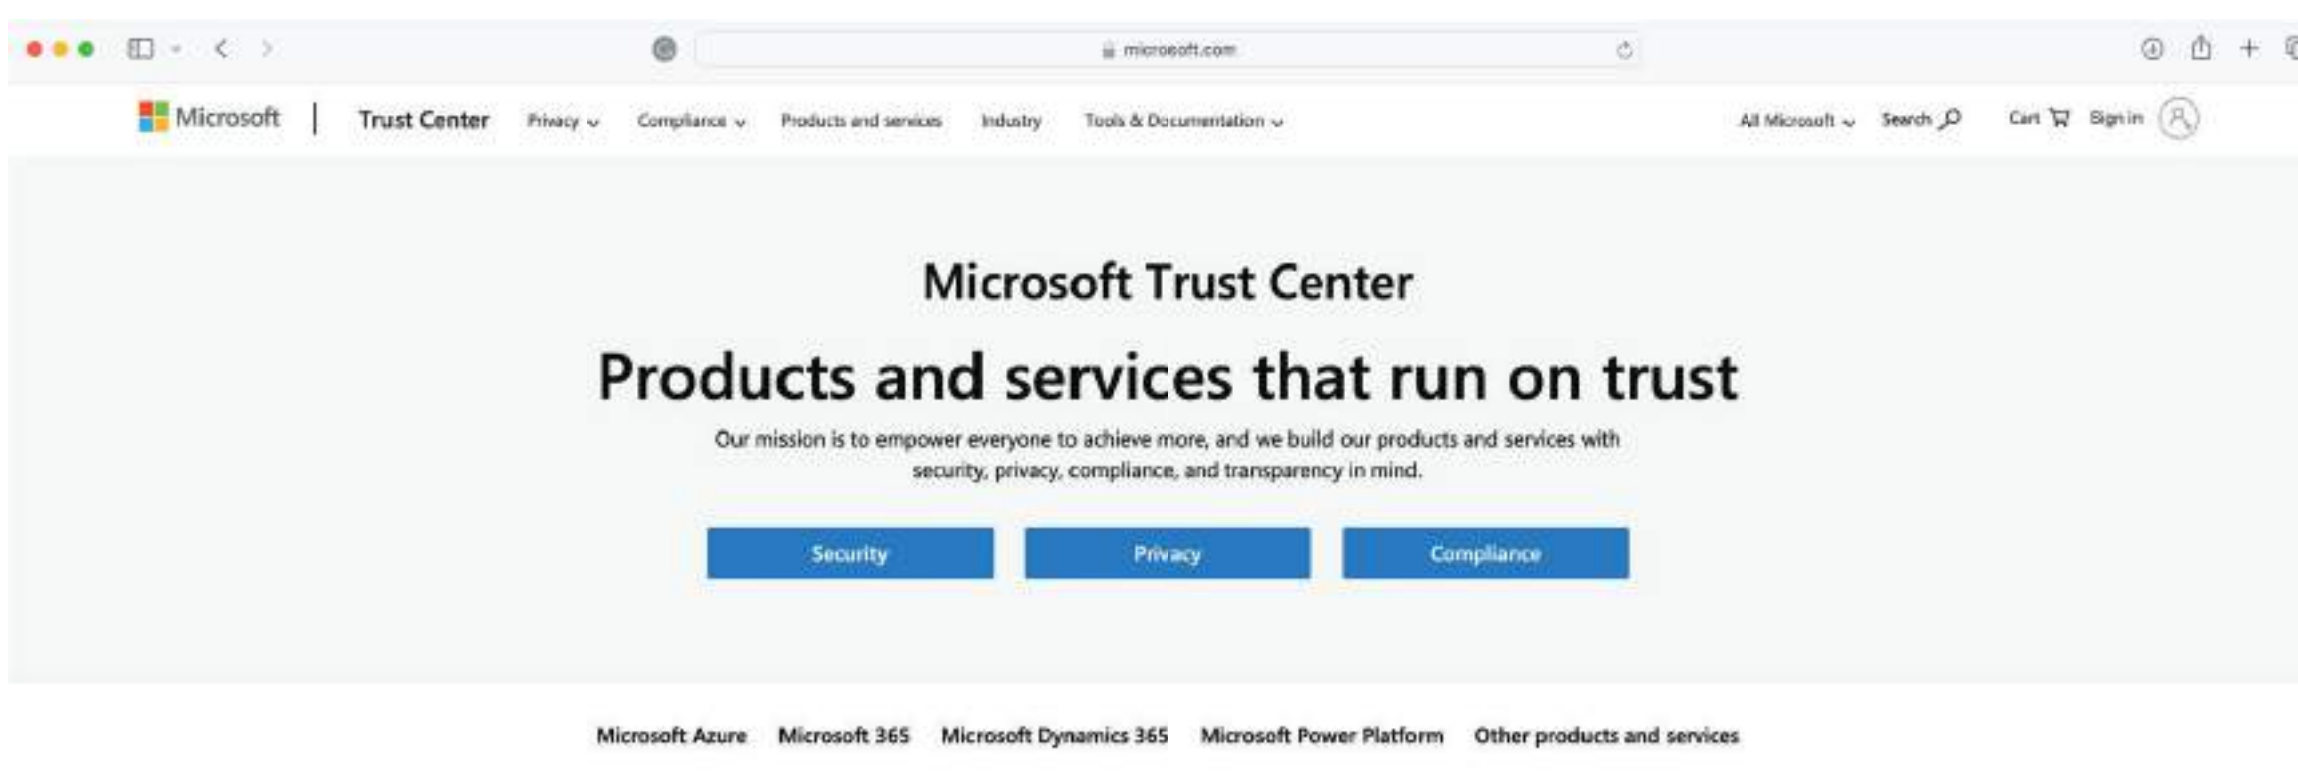 microsoft.com
Microsoft | Trust Center Privacy Compliance Products and services Industry Tools & Documentation All Microsoft Search Cart Sign in
Microsoft Trust Center
Products and services that run on trust
Our mission is to empower everyone to achieve more, and we build our products and services with
security, privacy, compliance, and transparency in mind.
Security Privacy Compliance
Microsoft Azure Microsoft 365 Microsoft Dynamics 365 Microsoft Power Platform Other products and services